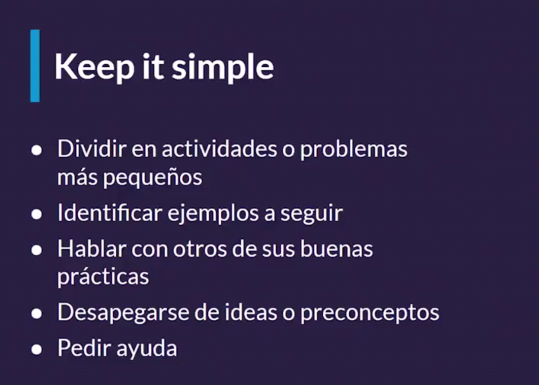 Keep it simple
● Dividir en actividades o problemas
más pequeños
● Identificar ejemplos a seguir
● Hablar con otros de sus buenas
prácticas
● Desapegarse de ideas o preconceptos
● Pedir ayuda